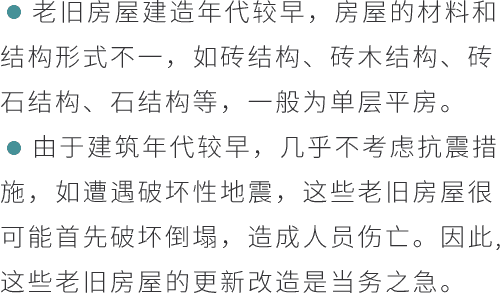 ● 老旧房屋建造年代较早，房屋的材料和
结构形式不一，如砖结构、砖木结构、砖
石结构、石结构等，一般为单层平房。
● 由于建筑年代较早，几乎不考虑抗震措
施，如遭遇破坏性地震，这些老旧房屋很
可能首先破坏倒塌，造成人员伤亡。因此,
这些老旧房屋的更新改造是当务之急。